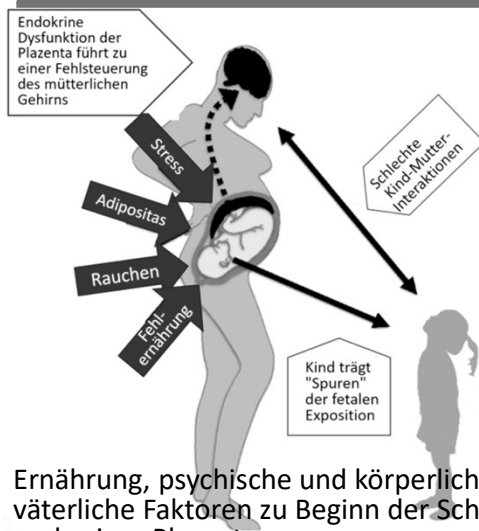 Endokrine
Dysfunktion der
Plazenta führt zu
einer Fehlsteuerung
des mütterlichen
Gehirns
Stress
Adipositas
Rauchen
Fehl-
ernährung
Schlechte
Kind-Mutter-
Interaktionen
Kind trägt
"Spuren"
der fetalen
Exposition
Ernährung, psychische und körperlich
väterliche Faktoren zu Beginn der Sch